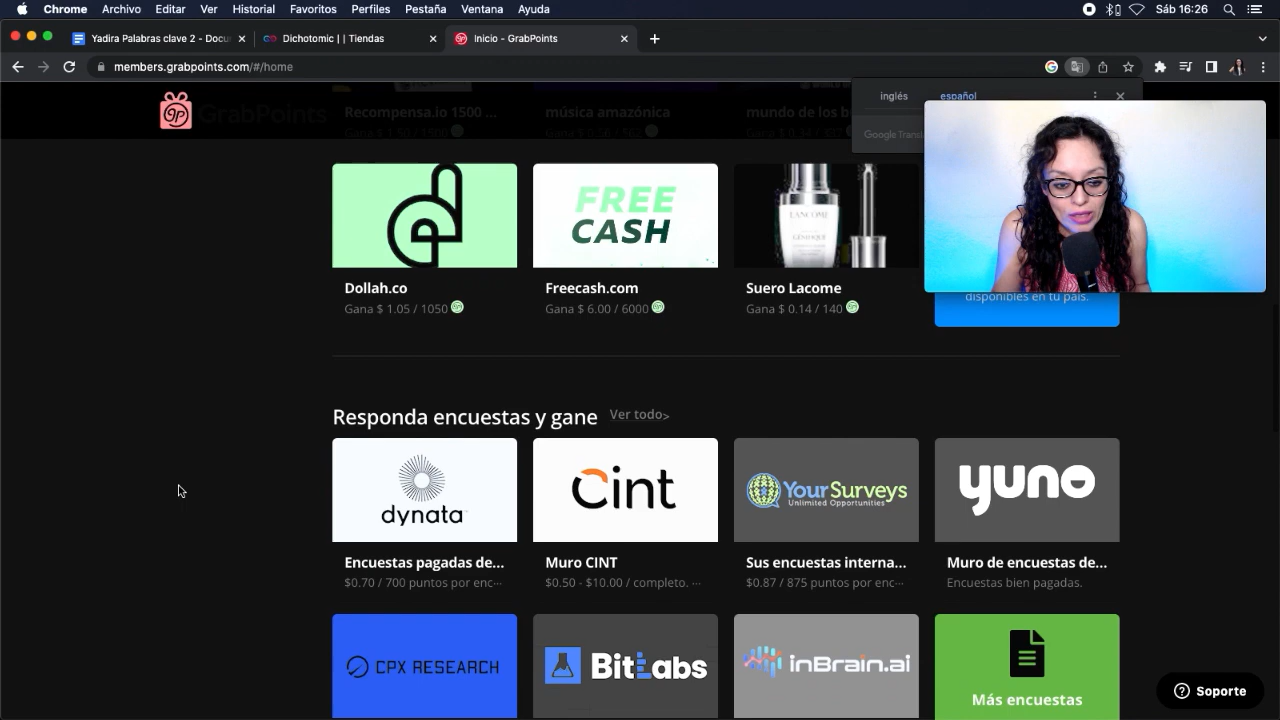 Chrome Archivo Editar Ver Historial Favoritos Perfiles Pestaña Ventana Ayuda Sáb 16:26
Yadira Palabras clave 2 - Docu Dichotomic | | Tiendas Inicio - GrabPoints
members.grabpoints.com/#/home
inglés español
Google Trans
GrabPoints
Recompensa.io 1500 ... música amazónica mundo de los b
FREE CASH
LANCÔME
GÉNIFIQUE
Dollah.co Freecash.com Suero Lacome
Gana $ 1.05 / 1050 Gana $ 6.00 / 6000 Gana $ 0.14 / 140
disponibles en tu país.
Responda encuestas y gane Ver todo>
dynata Cint YourSurveys yuno
Unlimited Opportunities
Encuestas pagadas de... Muro CINT Sus encuestas interna... Muro de encuestas de...
$0.70 / 700 puntos por enc... $0.50 - $10.00 / completo. ... $0.87 / 875 puntos por enc... Encuestas bien pagadas.
CPX RESEARCH BitLabs inBrain.ai
Más encuestas
Soporte